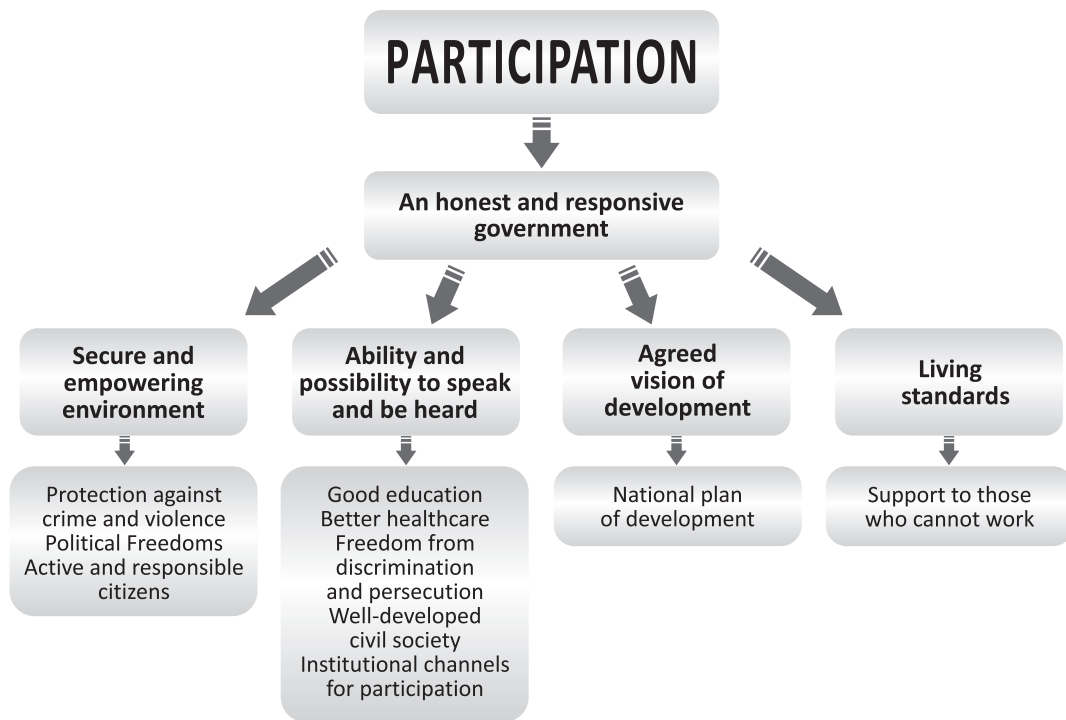 PARTICIPATION
An honest and responsive
government
Secure and
empowering
environment
Protection against
crime and violence
Political Freedoms
Active and responsible
citizens
Ability and
possibility to speak
and be heard
Good education
Better healthcare
Freedom from
discrimination
and persecution
Well-developed
civil society
Institutional channels
for participation
Agreed
vision of
development
National plan
of development
Living
standards
Support to those
who cannot work